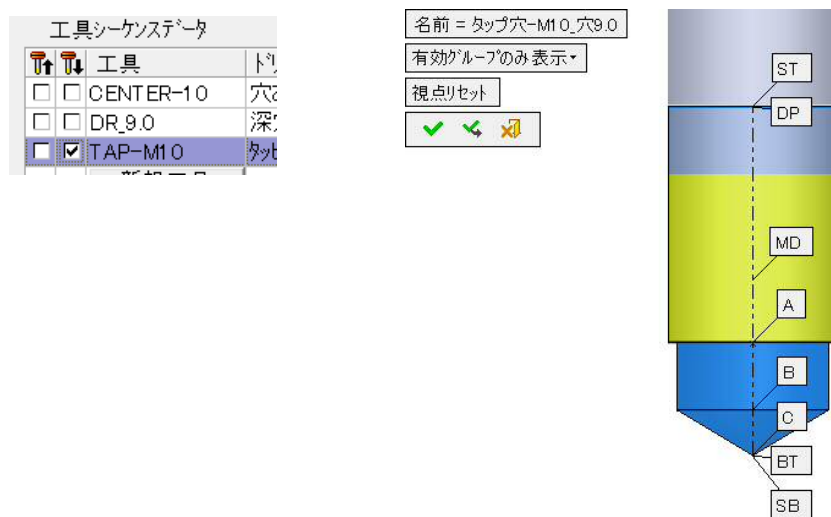 工具シーケンスデータ
工具
CENTER-10
DR_9.0
TAP-M10
名前 = タップ穴-M10_穴9.0
有効グループのみ表示
視点リセット
ST
DP
MD
A
B
C
BT
SB